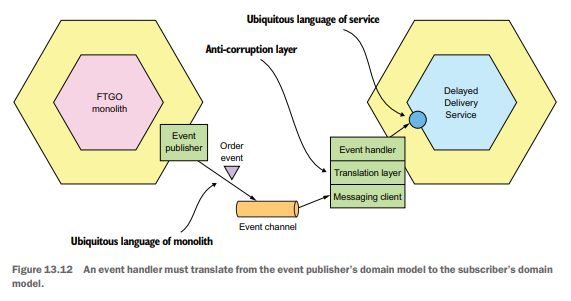 Ubiquitous language of service
Anti-corruption layer
FTGO
monolith
Delayed
Delivery
Service
Event
publisher
Order
event
Event handler
Translation layer
Messaging client
Event channel
Ubiquitous language of monolith
Figure 13.12 An event handler must translate from the event publisher's domain model to the subscriber's domain
model.